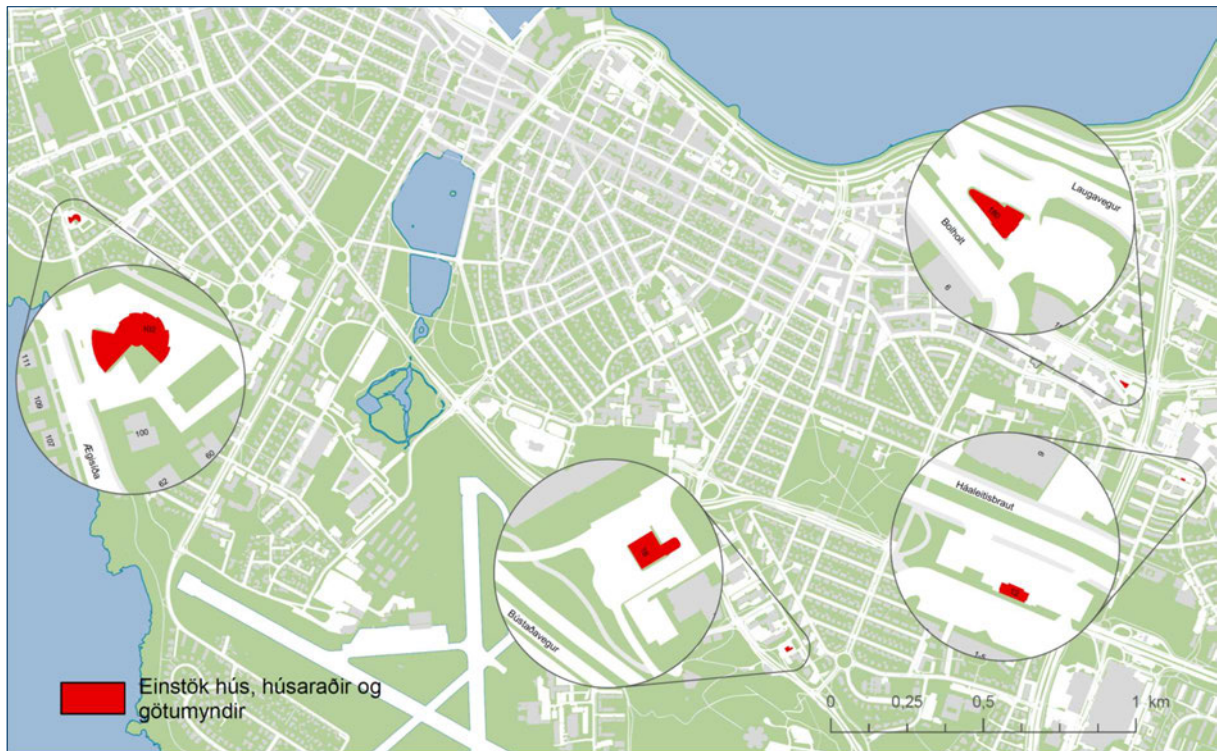 Laugavegur
Bolholt
6
111
109
107
100
80
62
Ægisíða
Háaleitisbraut
Bústaðavegur
Einstök hús, húsaraðir og
götumyndir
0 0,25 0,5 1 km